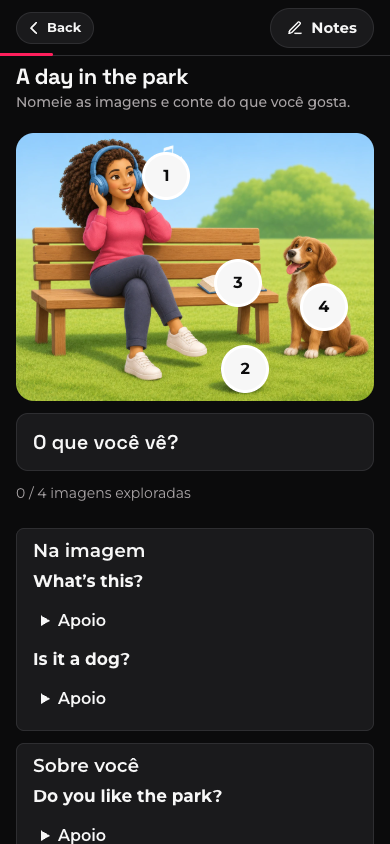 Back
Notes
A day in the park
Nomeie as imagens e conte do que você gosta.
1
3
4
2
O que você vê?
0 / 4 imagens exploradas
Na imagem
What's this?
Apoio
Is it a dog?
Apoio
Sobre você
Do you like the park?
Apoio